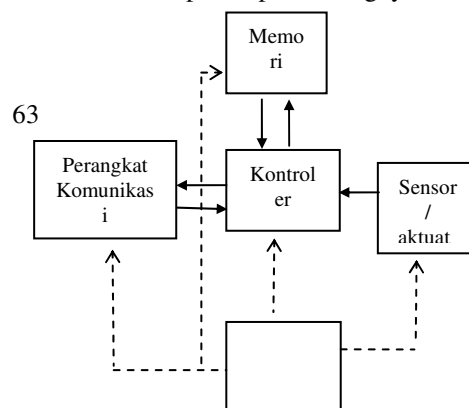 Memo
ri
63
Perangkat
Komunikas
i
Kontrol
er
Sensor
/
aktuat